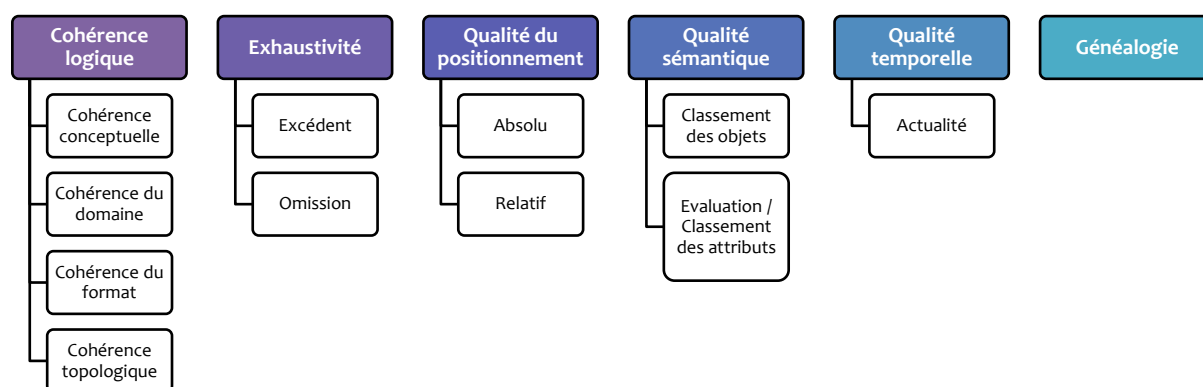 Cohérence
logique
Exhaustivité
Qualité du
positionnement
Qualité
sémantique
Qualité
temporelle
Généalogie
Cohérence
conceptuelle
Cohérence du
domaine
Cohérence du
format
Cohérence
topologique
Excédent
Omission
Absolu
Relatif
Classement
des objets
Evaluation /
Classement
des attributs
Actualité